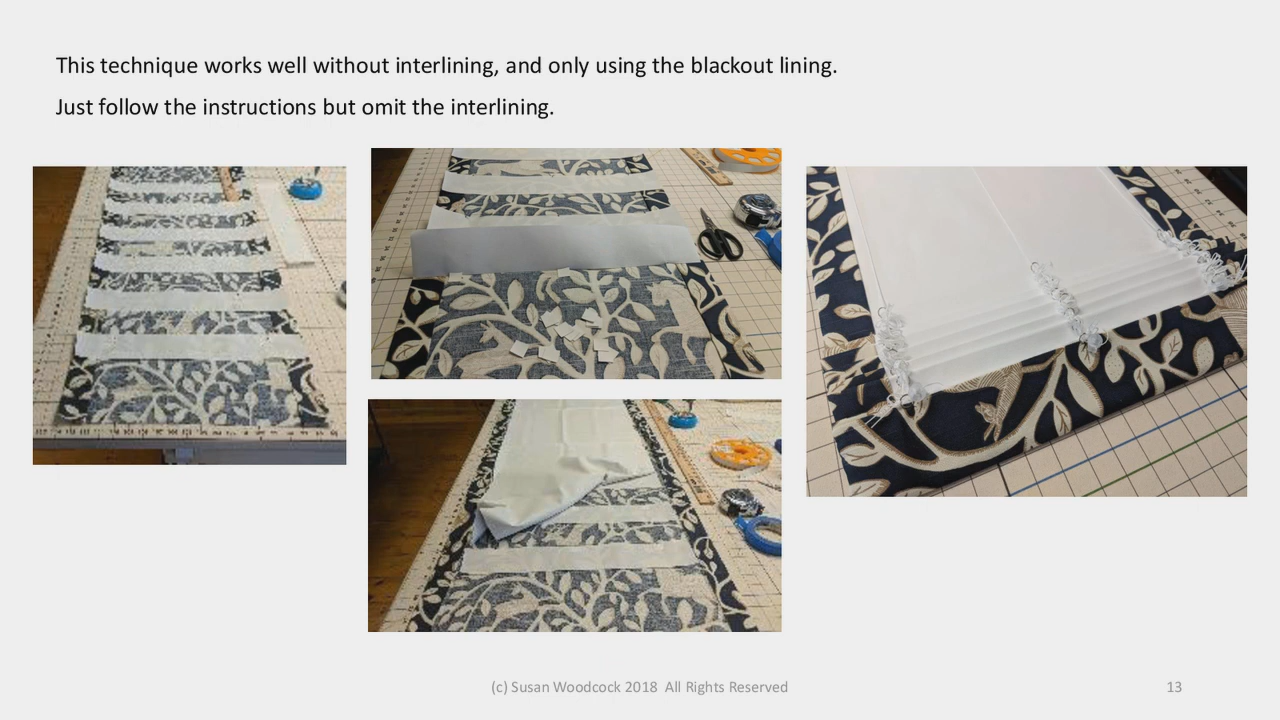 This technique works well without interlining, and only using the blackout lining.
Just follow the instructions but omit the interlining.
(c) Susan Woodcock 2018  All Rights Reserved
13